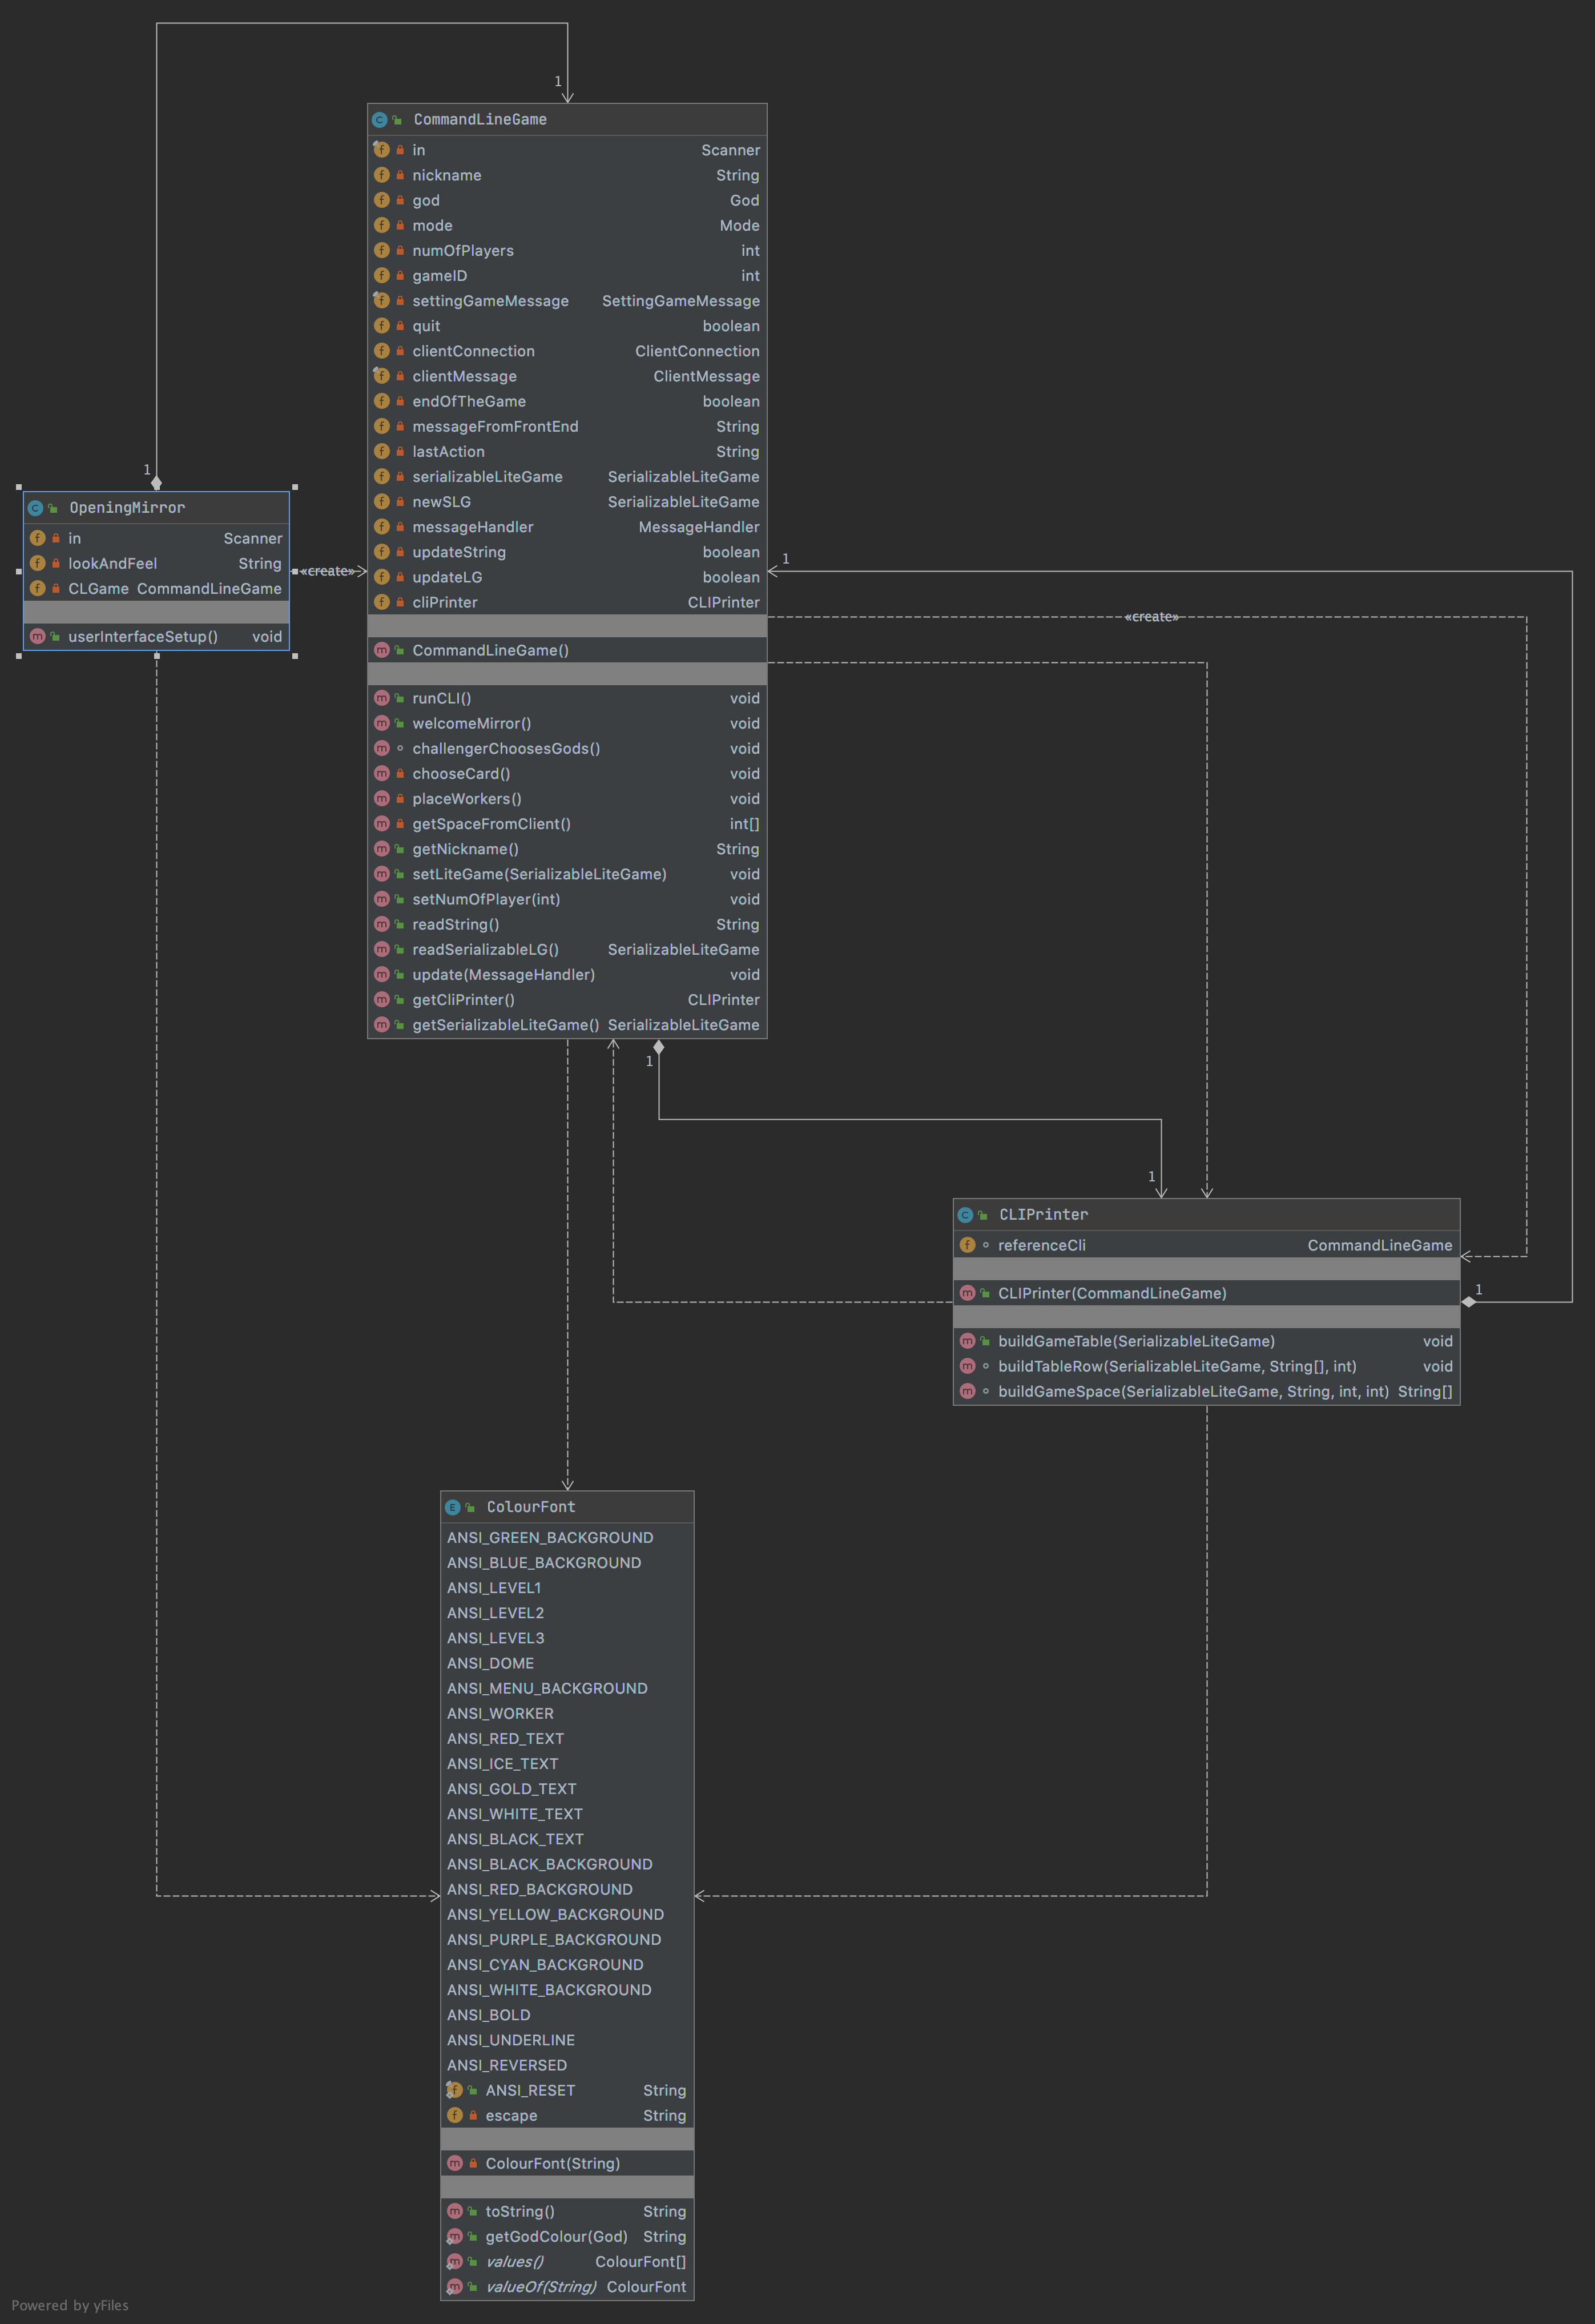 1
CommandLineGame
in Scanner
nickname String
god God
mode Mode
numOfPlayers int
gameID int
settingGameMessage SettingGameMessage
quit boolean
clientConnection ClientConnection
clientMessage ClientMessage
endOfTheGame boolean
messageFromFrontEnd String
lastAction String
serializableLiteGame SerializableLiteGame
newSLG SerializableLiteGame
messageHandler MessageHandler
updateString boolean
updateLG boolean
cliPrinter CLIPrinter
CommandLineGame()
runCLI() void
welcomeMirror() void
challengerChoosesGods() void
chooseCard() void
placeWorkers() void
getSpaceFromClient() int[]
getNickname() String
setLiteGame(SerializableLiteGame) void
setNumOfPlayer(int) void
readString() String
readSerializableLG() SerializableLiteGame
update(MessageHandler) void
getCliPrinter() CLIPrinter
getSerializableLiteGame() SerializableLiteGame
1
OpeningMirror
in Scanner
lookAndFeel String
CLGame CommandLineGame
userInterfaceSetup() void
«create»
1
«create»
1
1
CLIPrinter
referenceCli CommandLineGame
CLIPrinter(CommandLineGame)
1
buildGameTable(SerializableLiteGame) void
buildTableRow(SerializableLiteGame, String[], int) void
buildGameSpace(SerializableLiteGame, String, int, int) String[]
ColourFont
ANSI_GREEN_BACKGROUND
ANSI_BLUE_BACKGROUND
ANSI_LEVEL1
ANSI_LEVEL2
ANSI_LEVEL3
ANSI_DOME
ANSI_MENU_BACKGROUND
ANSI_WORKER
ANSI_RED_TEXT
ANSI_ICE_TEXT
ANSI_GOLD_TEXT
ANSI_WHITE_TEXT
ANSI_BLACK_TEXT
ANSI_BLACK_BACKGROUND
ANSI_RED_BACKGROUND
ANSI_YELLOW_BACKGROUND
ANSI_PURPLE_BACKGROUND
ANSI_CYAN_BACKGROUND
ANSI_WHITE_BACKGROUND
ANSI_BOLD
ANSI_UNDERLINE
ANSI_REVERSED
ANSI_RESET String
escape String
ColourFont(String)
toString() String
getGodColour(God) String
values() ColourFont[]
valueOf(String) ColourFont
Powered by yFiles